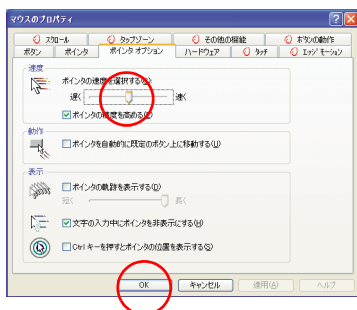 マウスのプロパティ
スクロール タップゾーン その他の機能 ボタンの動作
ボタン ポインタ ポインタ オプション ハードウェア タッチ エッジ モーション
速度
ポインタの速度を選択する(C)
遅く 速く
ポインタの精度を高める(E)
動作
ポインタを自動的に既定のボタン上に移動する(U)
表示
ポインタの軌跡を表示する(D)
短く 長く
文字の入力中にポインタを非表示にする(H)
Ctrl キーを押すとポインタの位置を表示する(S)
OK キャンセル 適用(A) ヘルプ